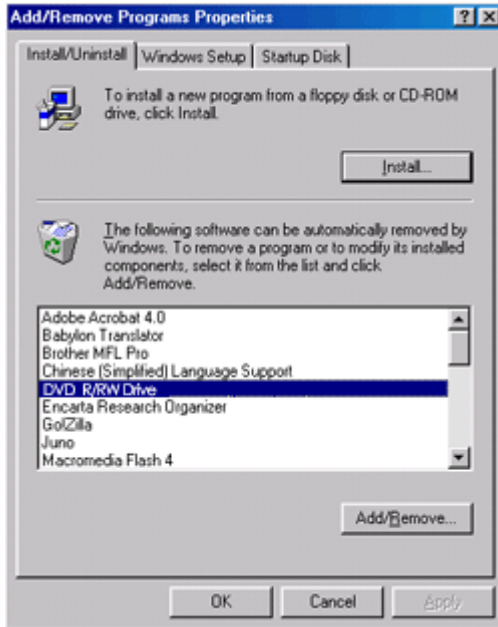 Add/Remove Programs Properties
Install/Uninstall Windows Setup Startup Disk
To install a new program from a floppy disk or CD-ROM
drive, click Install.
Install...
The following software can be automatically removed by
Windows. To remove a program or to modify its installed
components, select it from the list and click
Add/Remove.
Adobe Acrobat 4.0
Babylon Translator
Brother MFL Pro
Chinese (Simplified) Language Support
DVD R/RW Drive
Encarta Research Organizer
Go!Zilla
Juno
Macromedia Flash 4
Add/Remove...
OK Cancel Apply